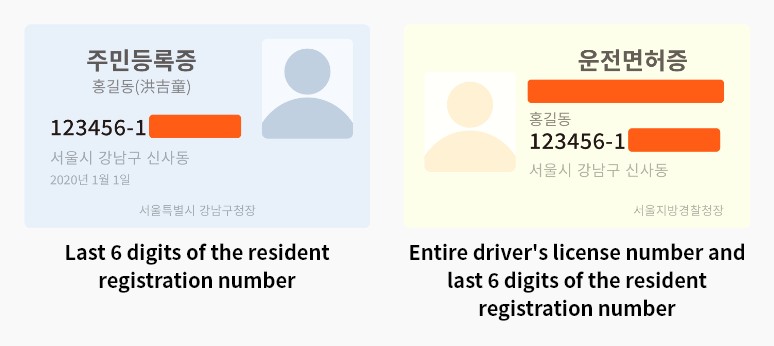 주민등록증
홍길동(洪吉童)
123456-1
서울시 강남구 신사동
2020년 1월 1일
서울특별시 강남구청장
Last 6 digits of the resident
registration number
운전면허증
홍길동
123456-1
서울시 강남구 신사동
서울지방경찰청장
Entire driver's license number and
last 6 digits of the resident
registration number